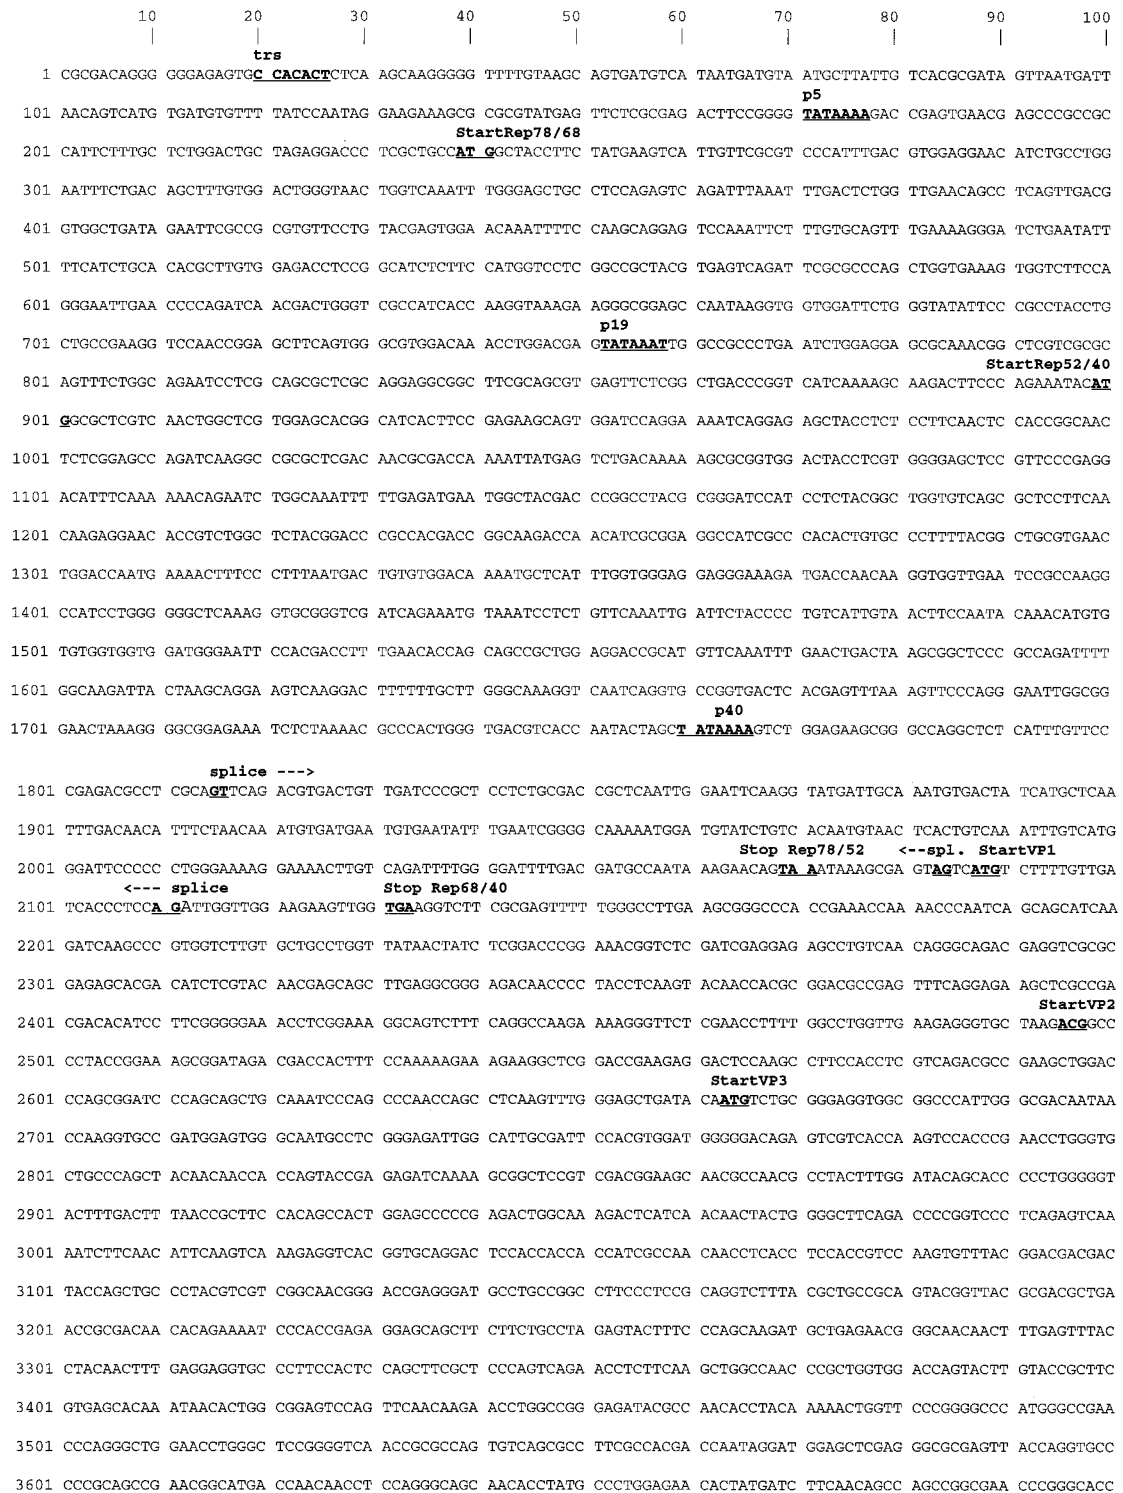 10 20 30 40 50 60 70 80 90 100
trs
1 CGCGACAGGG GGGAGAGTGC CACACTCTCA AGCAAGGGGG TTTTGTAAGC AGTGATGTCA TAATGATGTA ATGCTTATTG TCACGCGATA GTTAATGATT
p5
101 AACAGTCATG TGATGTGTTT TATCCAATAG GAAGAAAGCG CGCGTATGAG TTCTCGCGAG ACTTCCGGGG TATAAAAGAC CGAGTGAACG AGCCCGCCGC
StartRep78/68
201 CATTCTTTGC TCTGGACTGC TAGAGGACCC TCGCTGCCAT GGCTACCTTC TATGAAGTCA TTGTTCGCGT CCCATTTGAC GTGGAGGAAC ATCTGCCTGG
301 AATTTCTGAC AGCTTTGTGG ACTGGGTAAC TGGTCAAATT TGGGAGCTGC CTCCAGAGTC AGATTTAAAT TTGACTCTGG TTGAACAGCC TCAGTTGACG
401 GTGGCTGATA GAATTCGCCG CGTGTTCCTG TACGAGTGGA ACAAATTTTC CAAGCAGGAG TCCAAATTCT TTGTGCAGTT TGAAAAGGGA TCTGAATATT
501 TTCATCTGCA CACGCTTGTG GAGACCTCCG GCATCTCTTC CATGGTCCTC GGCCGCTACG TGAGTCAGAT TCGCGCCCAG CTGGTGAAAG TGGTCTTCCA
601 GGGAATTGAA CCCCAGATCA ACGACTGGGT CGCCATCACC AAGGTAAAGA AGGGCGGAGC CAATAAGGTG GTGGATTCTG GGTATATTCC CGCCTACCTG
p19
701 CTGCCGAAGG TCCAACCGGA GCTTCAGTGG GCGTGGACAA ACCTGGACGA GTATAAATTG GCCGCCCTGA ATCTGGAGGA GCGCAAACGG CTCGTCGCGC
StartRep52/40
801 AGTTTCTGGC AGAATCCTCG CAGCGCTCGC AGGAGGCGGC TTCGCAGCGT GAGTTCTCGG CTGACCCGGT CATCAAAAGC AAGACTTCCC AGAAATACAT
901 GGCGCTCGTC AACTGGCTCG TGGAGCACGG CATCACTTCC GAGAAGCAGT GGATCCAGGA AAATCAGGAG AGCTACCTCT CCTTCAACTC CACCGGCAAC
1001 TCTCGGAGCC AGATCAAGGC CGCGCTCGAC AACGCGACCA AAATTATGAG TCTGACAAAA AGCGCGGTGG ACTACCTCGT GGGGAGCTCC GTTCCCGAGG
1101 ACATTTCAAA AAACAGAATC TGGCAAATTT TTGAGATGAA TGGCTACGAC CCGGCCTACG CGGGATCCAT CCTCTACGGC TGGTGTCAGC GCTCCTTCAA
1201 CAAGAGGAAC ACCGTCTGGC TCTACGGACC CGCCACGACC GGCAAGACCA ACATCGCGGA GGCCATCGCC CACACTGTGC CCTTTTACGG CTGCGTGAAC
1301 TGGACCAATG AAAACTTTCC CTTTAATGAC TGTGTGGACA AAATGCTCAT TTGGTGGGAG GAGGGAAAGA TGACCAACAA GGTGGTTGAA TCCGCCAAGG
1401 CCATCCTGGG GGGCTCAAAG GTGCGGGTCG ATCAGAAATG TAAATCCTCT GTTCAAATTG ATTCTACCCC TGTCATTGTA ACTTCCAATA CAAACATGTG
1501 TGTGGTGGTG GATGGGAATT CCACGACCTT TGAACACCAG CAGCCGCTGG AGGACCGCAT GTTCAAATTT GAACTGACTA AGCGGCTCCC GCCAGATTTT
1601 GGCAAGATTA CTAAGCAGGA AGTCAAGGAC TTTTTTGCTT GGGCAAAGGT CAATCAGGTG CCGGTGACTC ACGAGTTTAA AGTTCCCAGG GAATTGGCGG
p40
1701 GAACTAAAGG GGCGGAGAAA TCTCTAAAAC GCCCACTGGG TGACGTCACC AATACTAGCT ATAAAAGTCT GGAGAAGCGG GCCAGGCTCT CATTTGTTCC
splice --->
1801 CGAGACGCCT CGCAGTTCAG ACGTGACTGT TGATCCCGCT CCTCTGCGAC CGCTCAATTG GAATTCAAGG TATGATTGCA AATGTGACTA TCATGCTCAA
1901 TTTGACAACA TTTCTAACAA ATGTGATGAA TGTGAATATT TGAATCGGGG CAAAAATGGA TGTATCTGTC ACAATGTAAC TCACTGTCAA ATTTGTCATG
Stop Rep78/52 <--spl. StartVP1
2001 GGATTCCCCC CTGGGAAAAG GAAAACTTGT CAGATTTTGG GGATTTTGAC GATGCCAATA AAGAACAGTA AATAAAGCGA GTAGTCATGT CTTTTGTTGA
<--- splice Stop Rep68/40
2101 TCACCCTCCA GATTGGTTGG AAGAAGTTGG TGAAGGTCTT CGCGAGTTTT TGGGCCTTGA AGCGGGCCCA CCGAAACCAA AACCCAATCA GCAGCATCAA
2201 GATCAAGCCC GTGGTCTTGT GCTGCCTGGT TATAACTATC TCGGACCCGG AAACGGTCTC GATCGAGGAG AGCCTGTCAA CAGGGCAGAC GAGGTCGCGC
2301 GAGAGCACGA CATCTCGTAC AACGAGCAGC TTGAGGCGGG AGACAACCCC TACCTCAAGT ACAACCACGC GGACGCCGAG TTTCAGGAGA AGCTCGCCGA
StartVP2
2401 CGACACATCC TTCGGGGGAA ACCTCGGAAA GGCAGTCTTT CAGGCCAAGA AAAGGGTTCT CGAACCTTTT GGCCTGGTTG AAGAGGGTGC TAAGACGGCC
2501 CCTACCGGAA AGCGGATAGA CGACCACTTT CCAAAAAGAA AGAAGGCTCG GACCGAAGAG GACTCCAAGC CTTCCACCTC GTCAGACGCC GAAGCTGGAC
StartVP3
2601 CCAGCGGATC CCAGCAGCTG CAAATCCCAG CCCAACCAGC CTCAAGTTTG GGAGCTGATA CAATGTCTGC GGGAGGTGGC GGCCCATTGG GCGACAATAA
2701 CCAAGGTGCC GATGGAGTGG GCAATGCCTC GGGAGATTGG CATTGCGATT CCACGTGGAT GGGGGACAGA GTCGTCACCA AGTCCACCCG AACCTGGGTG
2801 CTGCCCAGCT ACAACAACCA CCAGTACCGA GAGATCAAAA GCGGCTCCGT CGACGGAAGC AACGCCAACG CCTACTTTGG ATACAGCACC CCCTGGGGGT
2901 ACTTTGACTT TAACCGCTTC CACAGCCACT GGAGCCCCCG AGACTGGCAA AGACTCATCA ACAACTACTG GGGCTTCAGA CCCCGGTCCC TCAGAGTCAA
3001 AATCTTCAAC ATTCAAGTCA AAGAGGTCAC GGTGCAGGAC TCCACCACCA CCATCGCCAA CAACCTCACC TCCACCGTCC AAGTGTTTAC GGACGACGAC
3101 TACCAGCTGC CCTACGTCGT CGGCAACGGG ACCGAGGGAT GCCTGCCGGC CTTCCCTCCG CAGGTCTTTA CGCTGCCGCA GTACGGTTAC GCGACGCTGA
3201 ACCGCGACAA CACAGAAAAT CCCACCGAGA GGAGCAGCTT CTTCTGCCTA GAGTACTTTC CCAGCAAGAT GCTGAGAACG GGCAACAACT TTGAGTTTAC
3301 CTACAACTTT GAGGAGGTGC CCTTCCACTC CAGCTTCGCT CCCAGTCAGA ACCTCTTCAA GCTGGCCAAC CCGCTGGTGG ACCAGTACTT GTACCGCTTC
3401 GTGAGCACAA ATAACACTGG CGGAGTCCAG TTCAACAAGA ACCTGGCCGG GAGATACGCC AACACCTACA AAAACTGGTT CCCGGGGCCC ATGGGCCGAA
3501 CCCAGGGCTG GAACCTGGGC TCCGGGGTCA ACCGCGCCAG TGTCAGCGCC TTCGCCACGA CCAATAGGAT GGAGCTCGAG GGCGCGAGTT ACCAGGTGCC
3601 CCCGCAGCCG AACGGCATGA CCAACAACCT CCAGGGCAGC AACACCTATG CCCTGGAGAA CACTATGATC TTCAACAGCC AGCCGGCGAA CCCGGGCACC